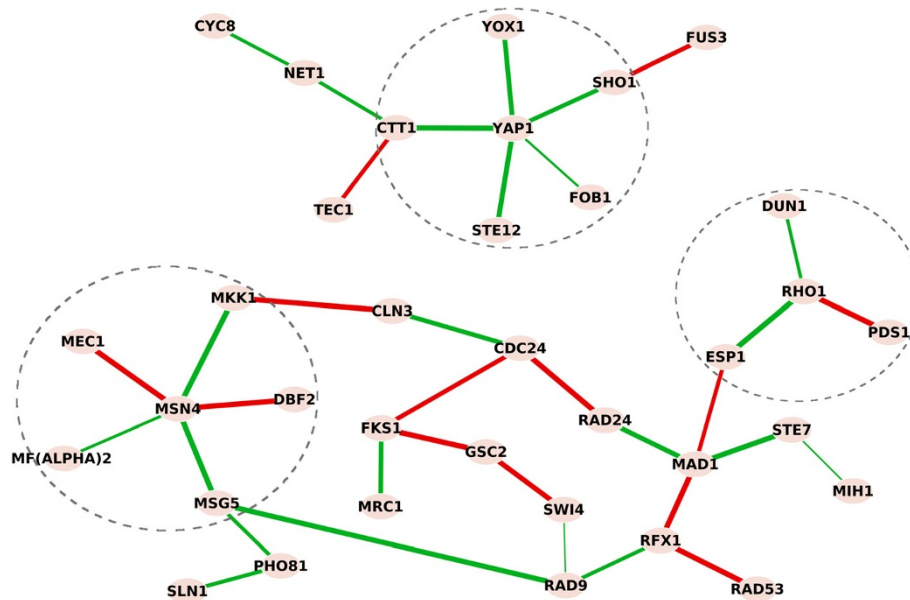 CYC8
YOX1
FUS3
NET1
SHO1
CTT1
YAP1
TEC1
FOB1
STE12
DUN1
RHO1
MKK1
CLN3
PDS1
MEC1
CDC24
ESP1
MSN4
DBF2
RAD24
FKS1
STE7
MF(ALPHA)2
GSC2
MAD1
MIH1
MSG5
MRC1
SWI4
RFX1
PHO81
SLN1
RAD9
RAD53